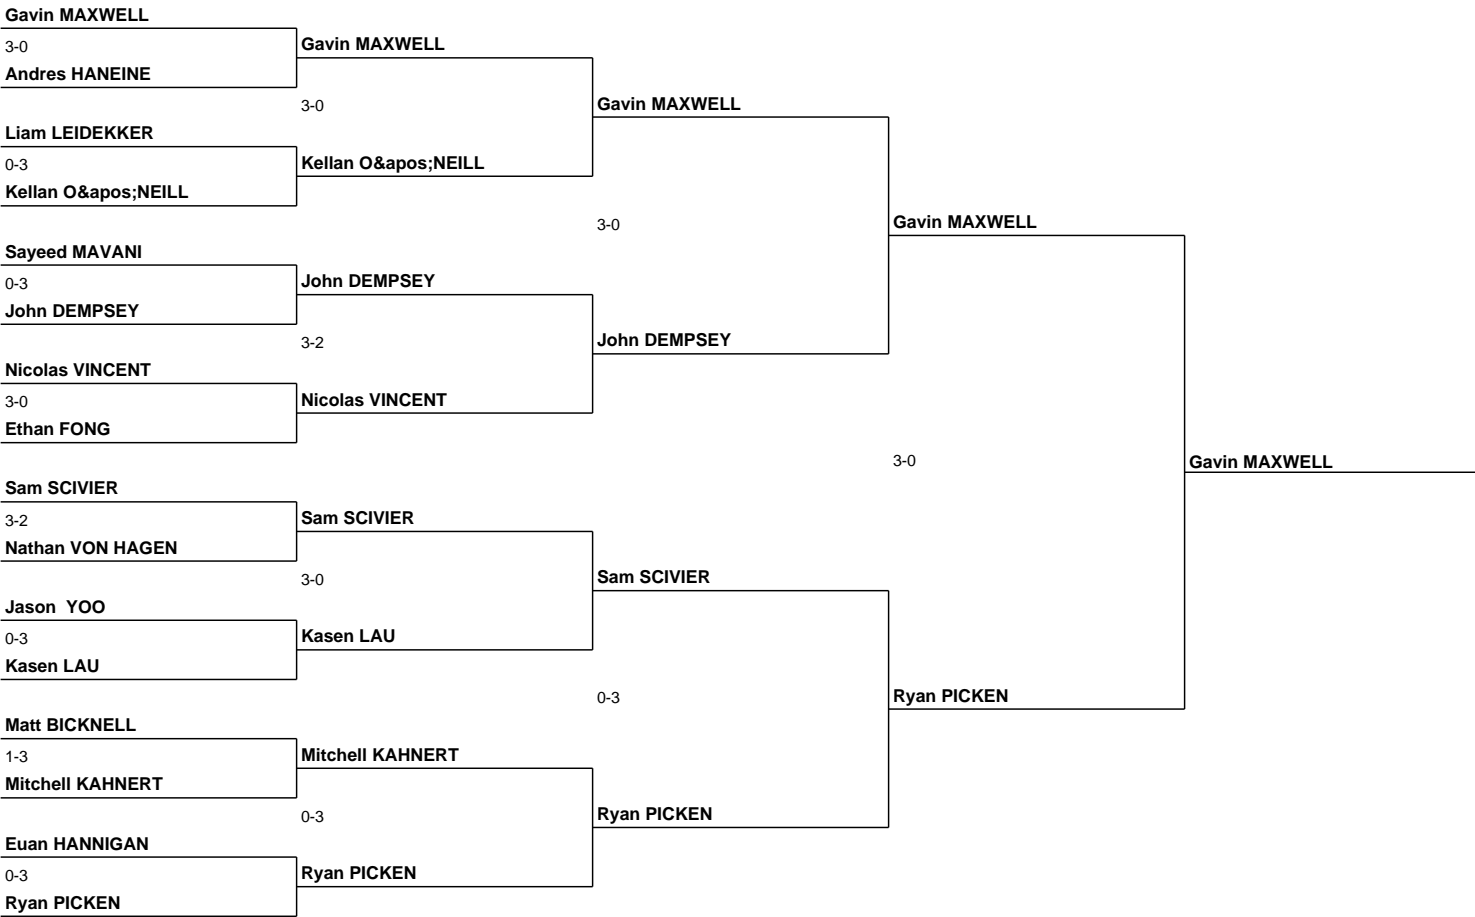 Gavin MAXWELL
3-0
Andres HANEINE
Liam LEIDEKKER
0-3
Kellan O&apos;NEILL
Sayeed MAVANI
0-3
John DEMPSEY
Nicolas VINCENT
3-0
Ethan FONG
Sam SCIVIER
3-2
Nathan VON HAGEN
Jason  YOO
0-3
Kasen LAU
Matt BICKNELL
1-3
Mitchell KAHNERT
Euan HANNIGAN
0-3
Ryan PICKEN
Gavin MAXWELL
3-0
Kellan O&apos;NEILL
John DEMPSEY
3-2
Nicolas VINCENT
Sam SCIVIER
3-0
Kasen LAU
Mitchell KAHNERT
0-3
Ryan PICKEN
Gavin MAXWELL
3-0
John DEMPSEY
Sam SCIVIER
0-3
Ryan PICKEN
Gavin MAXWELL
3-0
Ryan PICKEN
Gavin MAXWELL